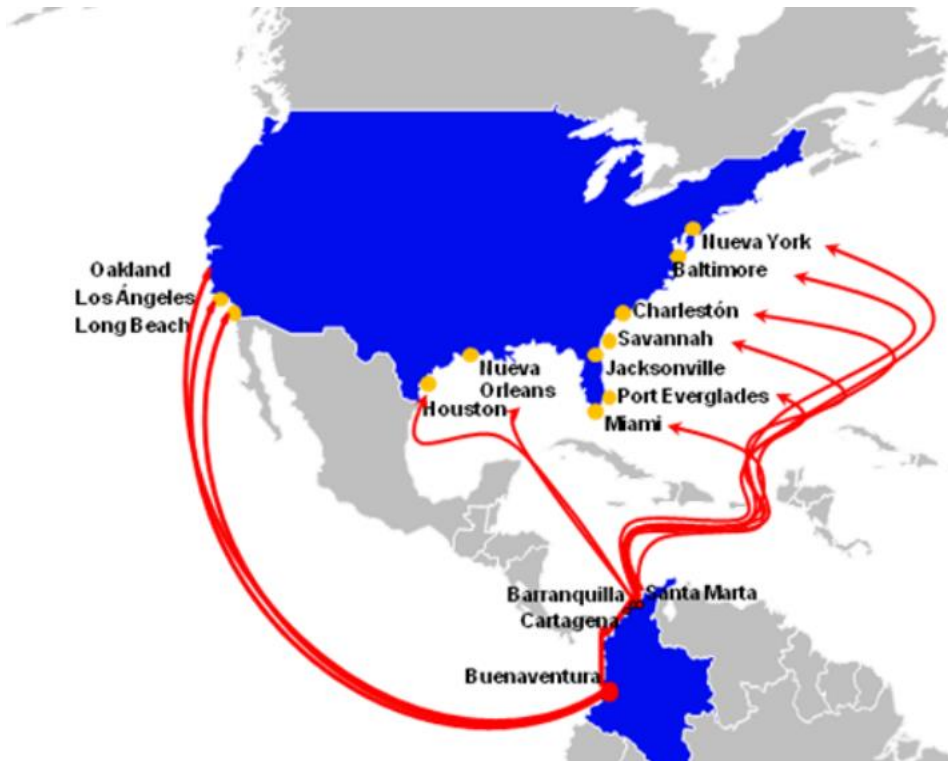 Nueva York
Baltimore
Oakland
Los Ángeles
Long Beach
Charlestón
Savannah
Jacksonville
Nueva
Orleans
Port Everglades
Houston
Miami
Barranquilla
Santa Marta
Cartagena
Buenaventura